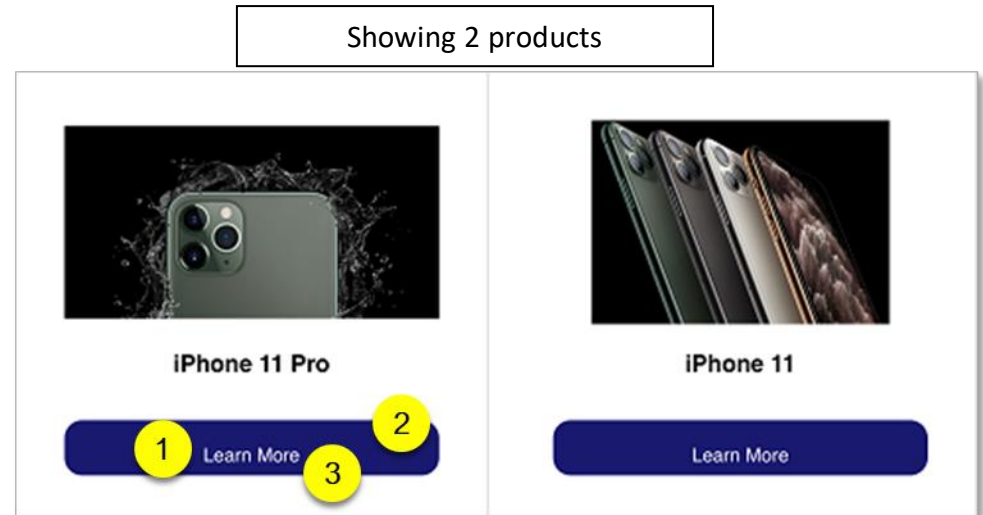 Showing 2 products
iPhone 11 Pro
iPhone 11
1
2
Learn More
3
Learn More